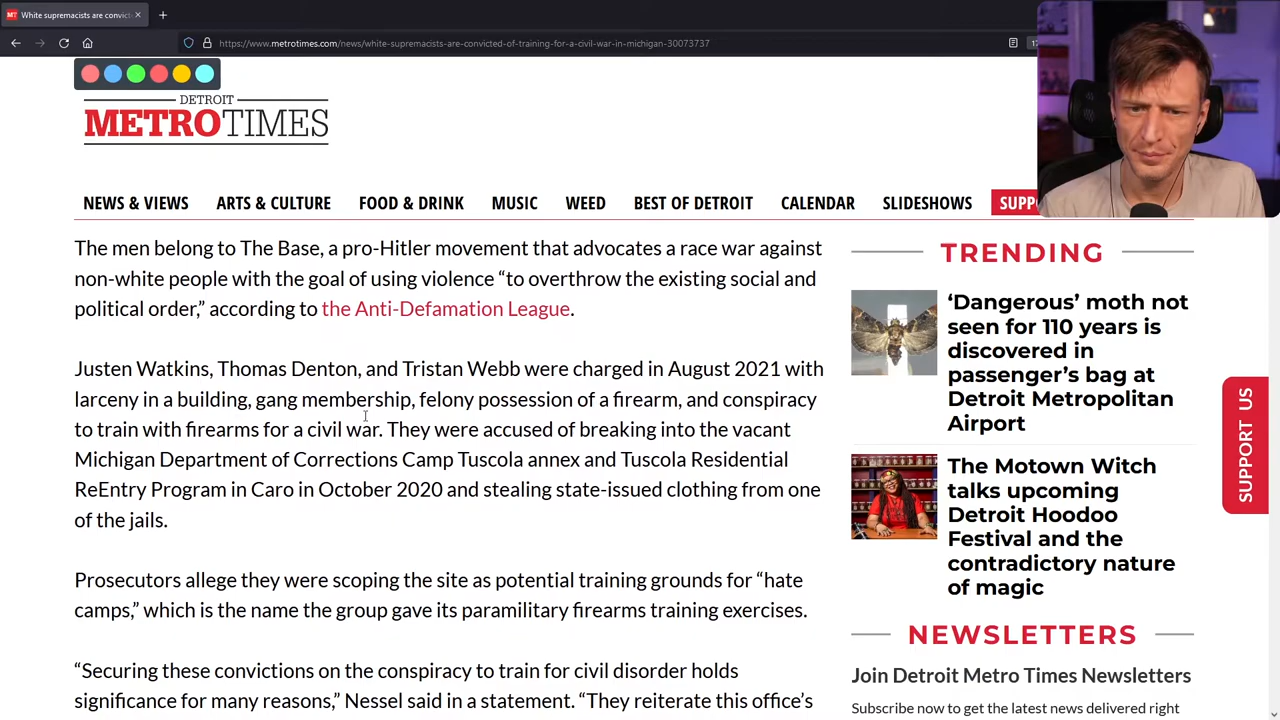 White supremacists are convict
https://www.metrotimes.com/news/white-supremacists-are-convicted-of-training-for-a-civil-war-in-michigan-30073737
DETROIT
METROTIMES
NEWS & VIEWS ARTS & CULTURE FOOD & DRINK MUSIC WEED BEST OF DETROIT CALENDAR SLIDESHOWS SUPP
The men belong to The Base, a pro-Hitler movement that advocates a race war against
non-white people with the goal of using violence “to overthrow the existing social and
political order,” according to the Anti-Defamation League.
Justen Watkins, Thomas Denton, and Tristan Webb were charged in August 2021 with
larceny in a building, gang membership, felony possession of a firearm, and conspiracy
to train with firearms for a civil war. They were accused of breaking into the vacant
Michigan Department of Corrections Camp Tuscola annex and Tuscola Residential
ReEntry Program in Caro in October 2020 and stealing state-issued clothing from one
of the jails.
Prosecutors allege they were scoping the site as potential training grounds for “hate
camps,” which is the name the group gave its paramilitary firearms training exercises.
“Securing these convictions on the conspiracy to train for civil disorder holds
significance for many reasons,” Nessel said in a statement. “They reiterate this office’s
TRENDING
‘Dangerous’ moth not
seen for 110 years is
discovered in
passenger’s bag at
Detroit Metropolitan
Airport
The Motown Witch
talks upcoming
Detroit Hoodoo
Festival and the
contradictory nature
of magic
NEWSLETTERS
Join Detroit Metro Times Newsletters
Subscribe now to get the latest news delivered right
SUPPORT US